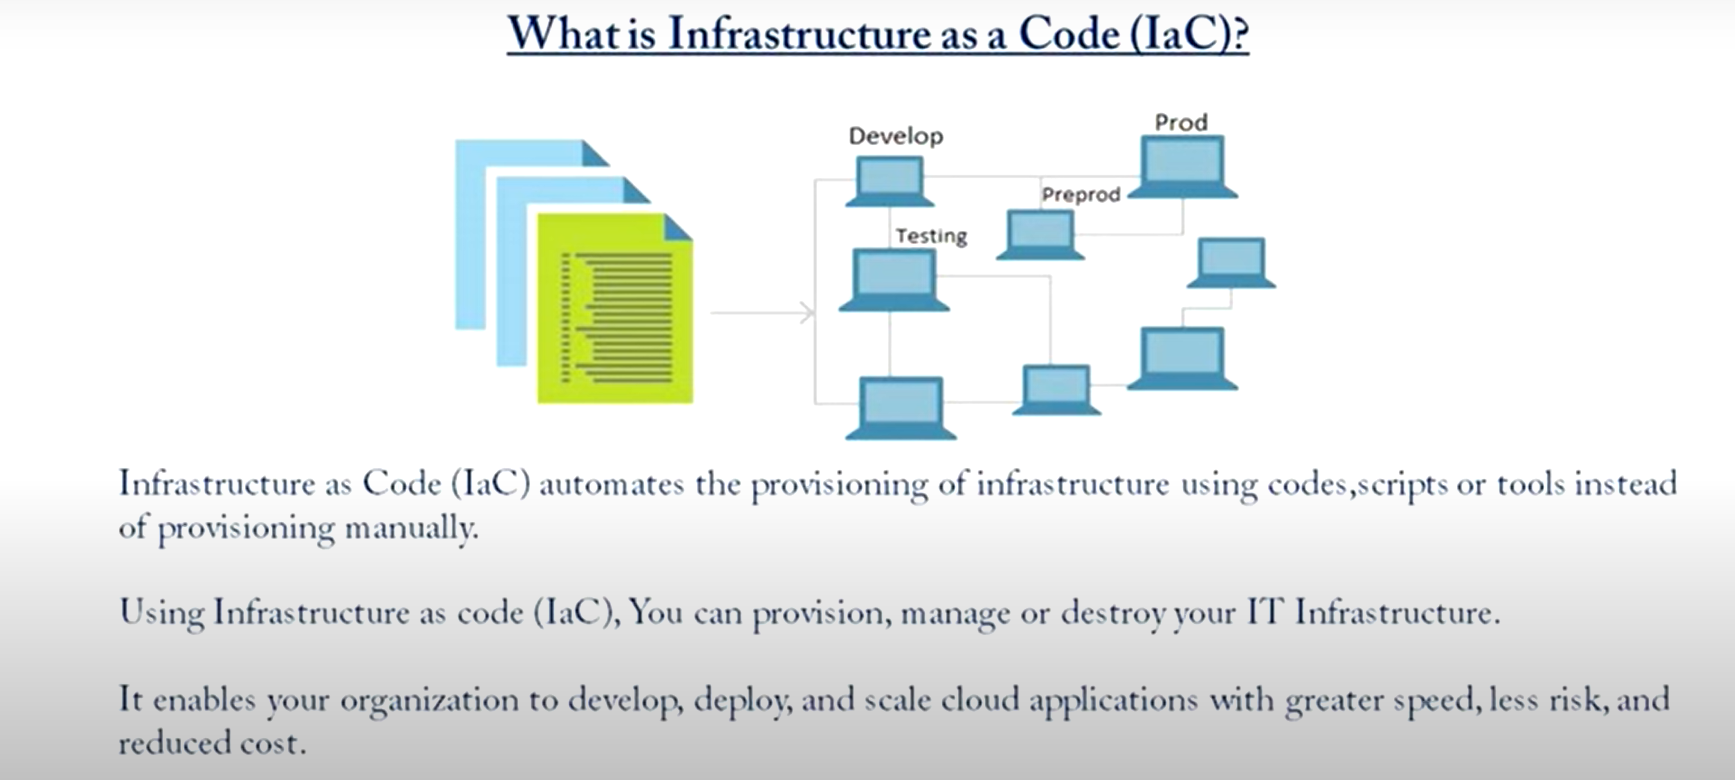 What is Infrastructure as a Code (IaC)?
Prod
Develop
Preprod
Testing
Infrastructure as Code (IaC) automates the provisioning of infrastructure using codes,scripts or tools instead
of provisioning manually.
Using Infrastructure as code (IaC), You can provision, manage or destroy your IT Infrastructure.
It enables your organization to develop, deploy, and scale cloud applications with greater speed, less risk, and
reduced cost.